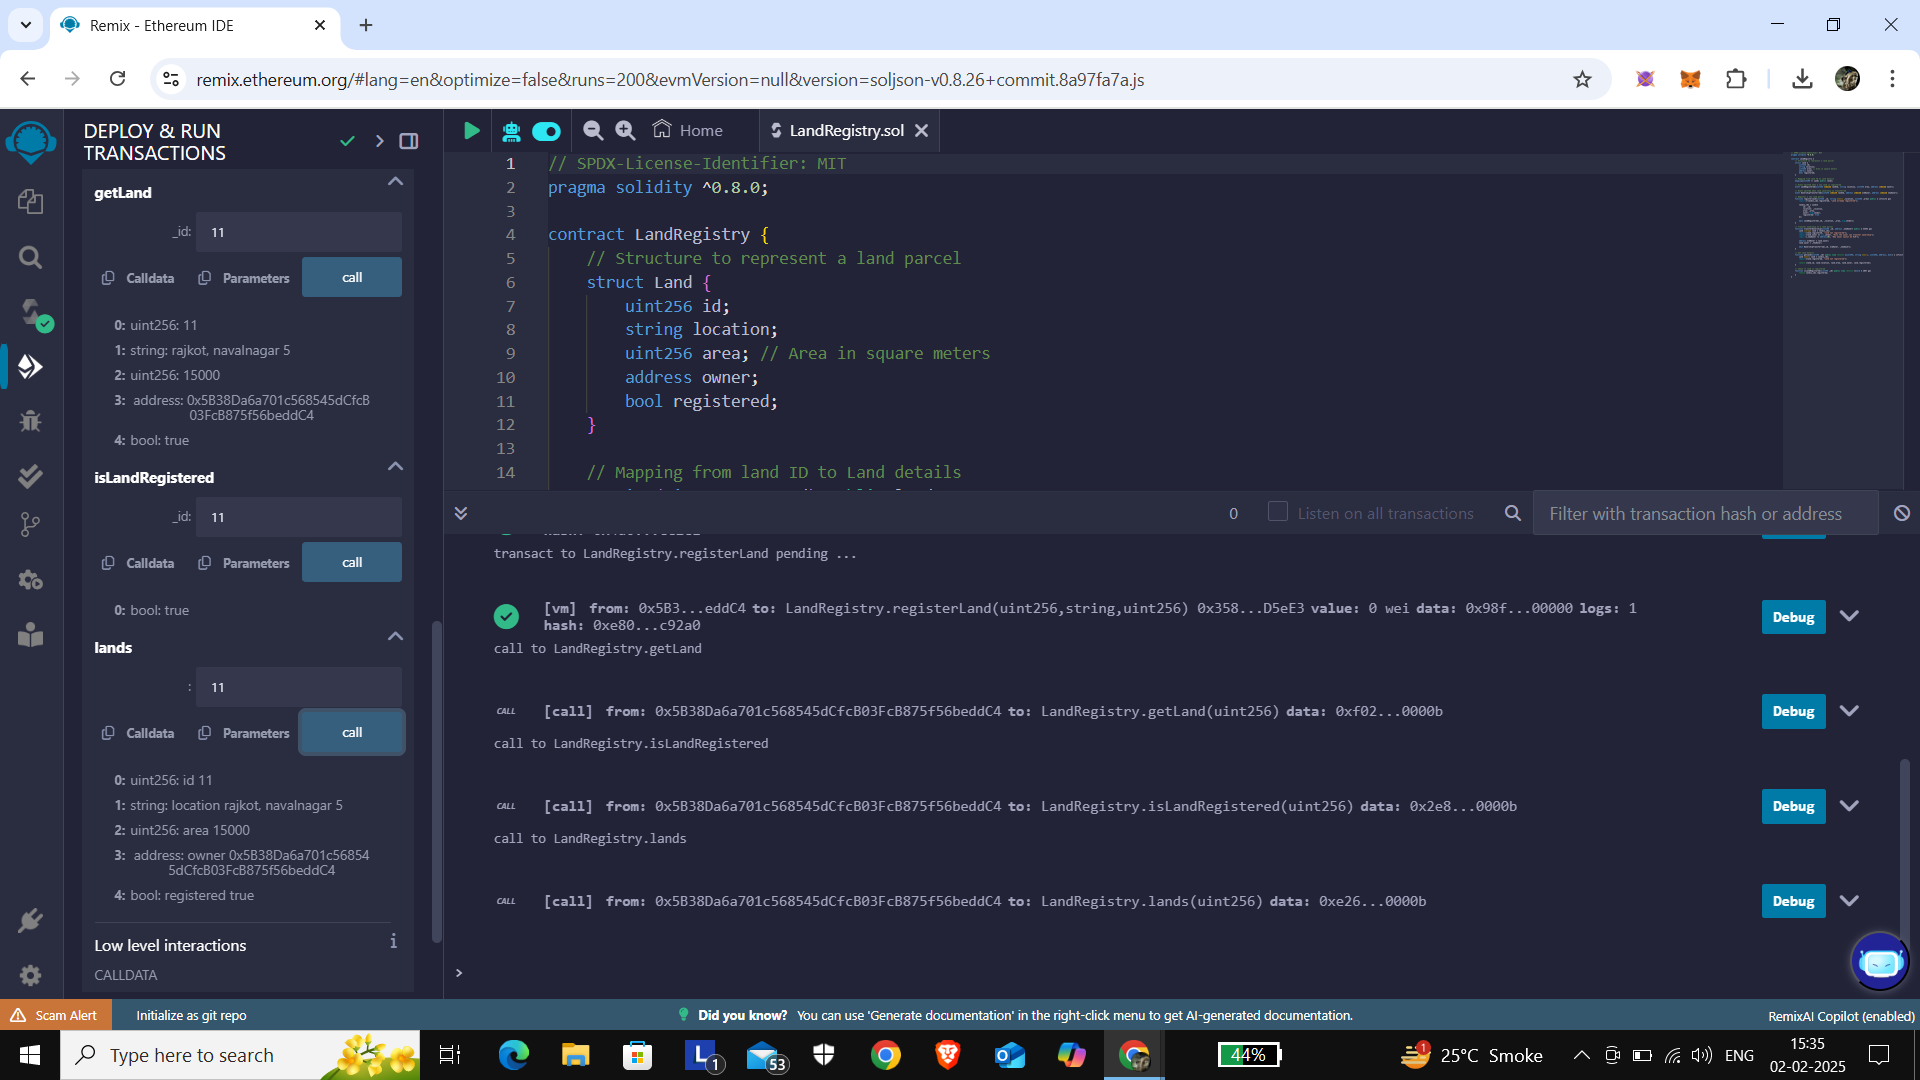 Remix - Ethereum IDE
remix.ethereum.org/#lang=en&optimize=false&runs=200&evmVersion=null&version=soljson-v0.8.26+commit.8a97fa7a.js
DEPLOY & RUN
TRANSACTIONS
getLand
_id: 11
Calldata Parameters call
0: uint256: 11
1: string: rajkot, navalnagar 5
2: uint256: 15000
3: address: 0x5B38Da6a701c568545dCfcB
03FcB875f56beddC4
4: bool: true
isLandRegistered
_id: 11
Calldata Parameters call
0: bool: true
lands
: 11
Calldata Parameters call
0: uint256: id 11
1: string: location rajkot, navalnagar 5
2: uint256: area 15000
3: address: owner 0x5B38Da6a701c56854
5dCfcB03FcB875f56beddC4
4: bool: registered true
Low level interactions i
CALLDATA
Home LandRegistry.sol
1 // SPDX-License-Identifier: MIT
2 pragma solidity ^0.8.0;
3
4 contract LandRegistry {
5 // Structure to represent a land parcel
6 struct Land {
7 uint256 id;
8 string location;
9 uint256 area; // Area in square meters
10 address owner;
11 bool registered;
12 }
13
14 // Mapping from land ID to Land details
0 Listen on all transactions Filter with transaction hash or address
transact to LandRegistry.registerLand pending ...
[vm] from: 0x5B3...eddC4 to: LandRegistry.registerLand(uint256,string,uint256) 0x358...D5eE3 value: 0 wei data: 0x98f...00000 logs: 1
hash: 0xe80...c92a0
Debug
call to LandRegistry.getLand
CALL [call] from: 0x5B38Da6a701c568545dCfcB03FcB875f56beddC4 to: LandRegistry.getLand(uint256) data: 0xf02...0000b Debug
call to LandRegistry.isLandRegistered
CALL [call] from: 0x5B38Da6a701c568545dCfcB03FcB875f56beddC4 to: LandRegistry.isLandRegistered(uint256) data: 0x2e8...0000b Debug
call to LandRegistry.lands
CALL [call] from: 0x5B38Da6a701c568545dCfcB03FcB875f56beddC4 to: LandRegistry.lands(uint256) data: 0xe26...0000b Debug
>
Scam Alert Initialize as git repo Did you know? You can use 'Generate documentation' in the right-click menu to get AI-generated documentation. RemixAI Copilot (enabled)
Type here to search L 1 53 44% 1 25°C Smoke ENG 15:35
02-02-2025